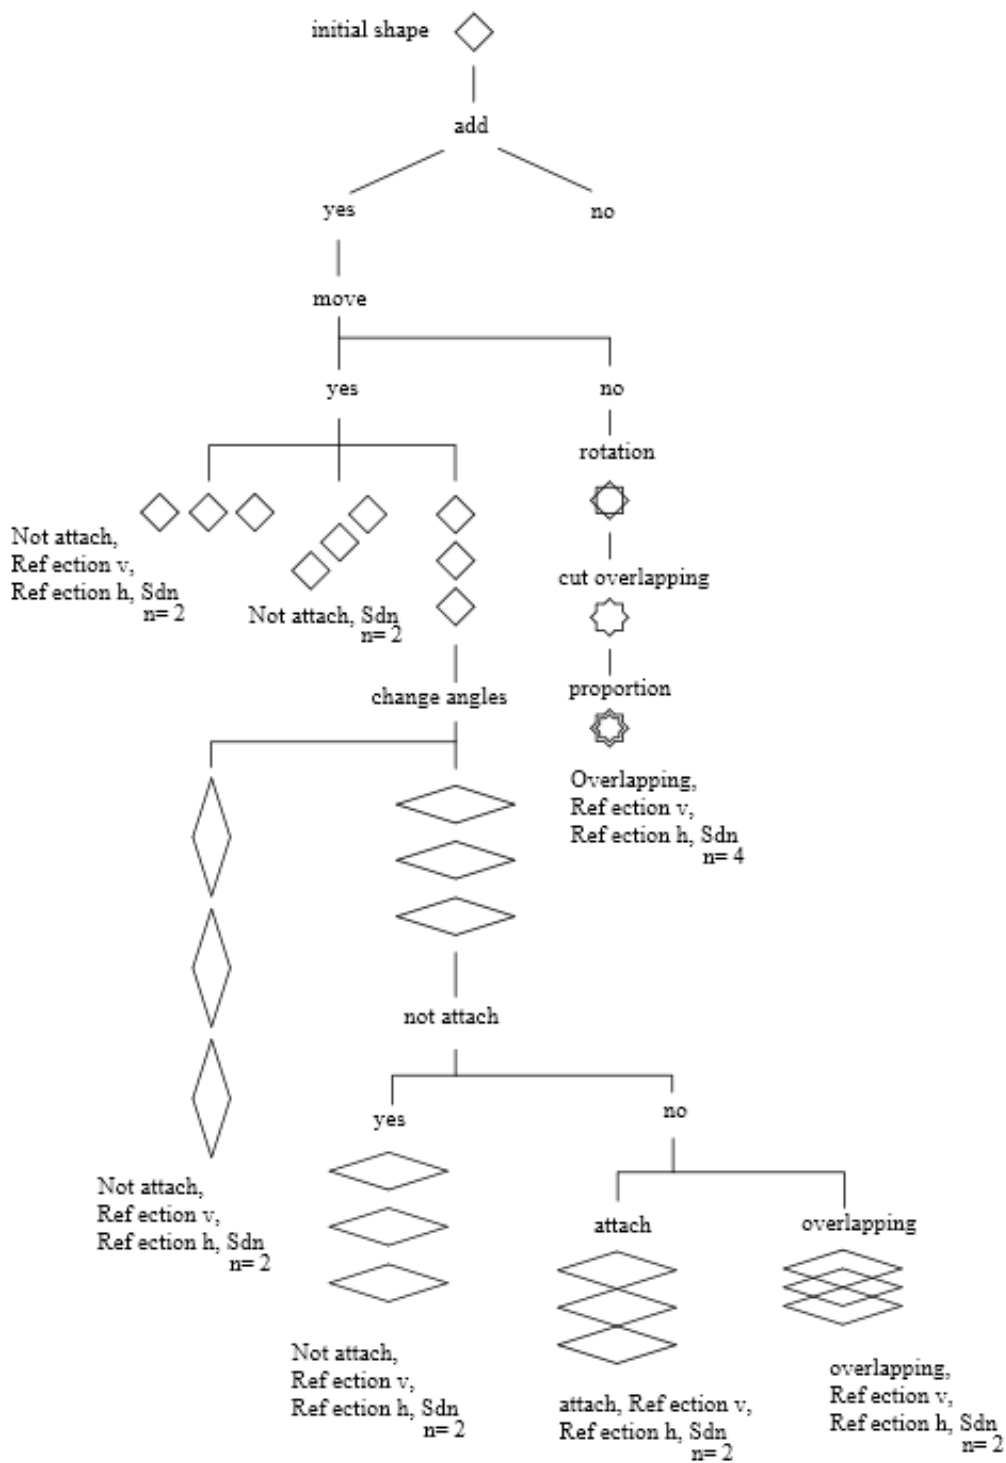 initial shape
add
yes
no
move
yes
no
rotation
Not attach,
Ref ection v,
Ref ection h, Sdn
n= 2
Not attach, Sdn
n= 2
cut overlapping
change angles
proportion
Overlapping,
Ref ection v,
Ref ection h, Sdn
n= 4
not attach
yes
no
Not attach,
Ref ection v,
Ref ection h, Sdn
n= 2
attach
overlapping
Not attach,
Ref ection v,
Ref ection h, Sdn
n= 2
attach, Ref ection v,
Ref ection h, Sdn
n= 2
overlapping,
Ref ection v,
Ref ection h, Sdn
n= 2